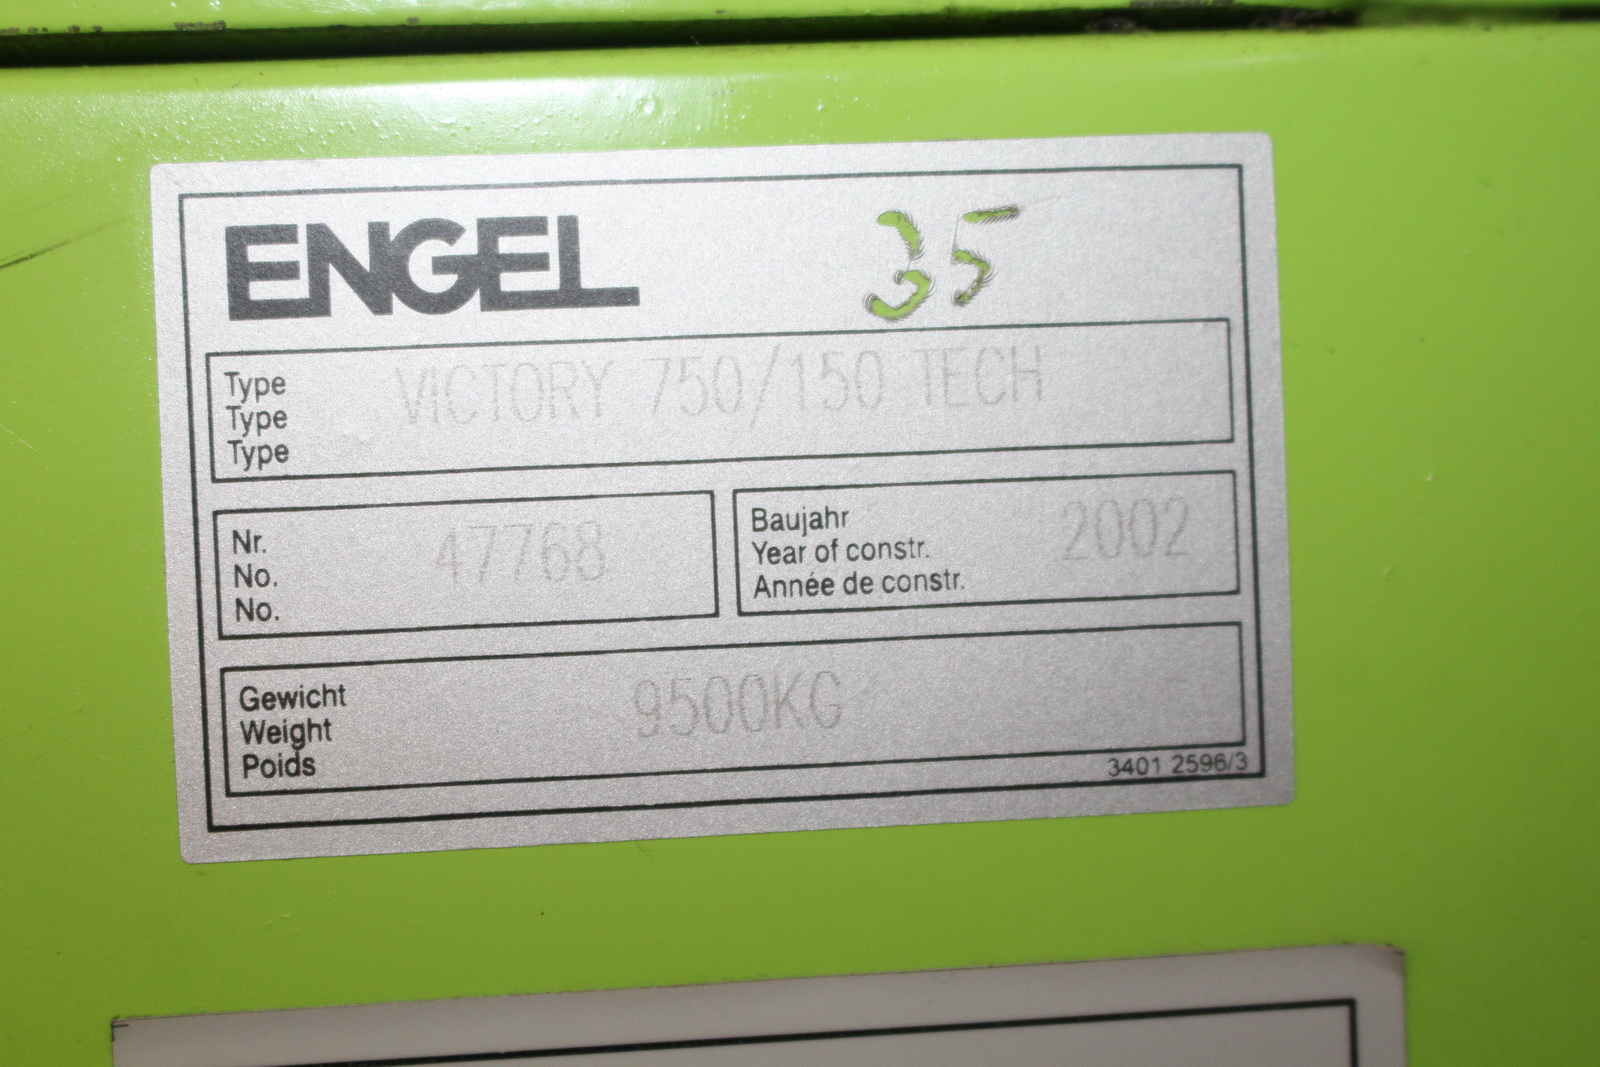 ENGEL 35
Type VICTORY 750/150 TECH
Type
Type
Nr. 47768
No.
No.
Baujahr 2002
Year of constr.
Année de constr.
Gewicht
Weight 9500KG
Poids
3401 2596/3